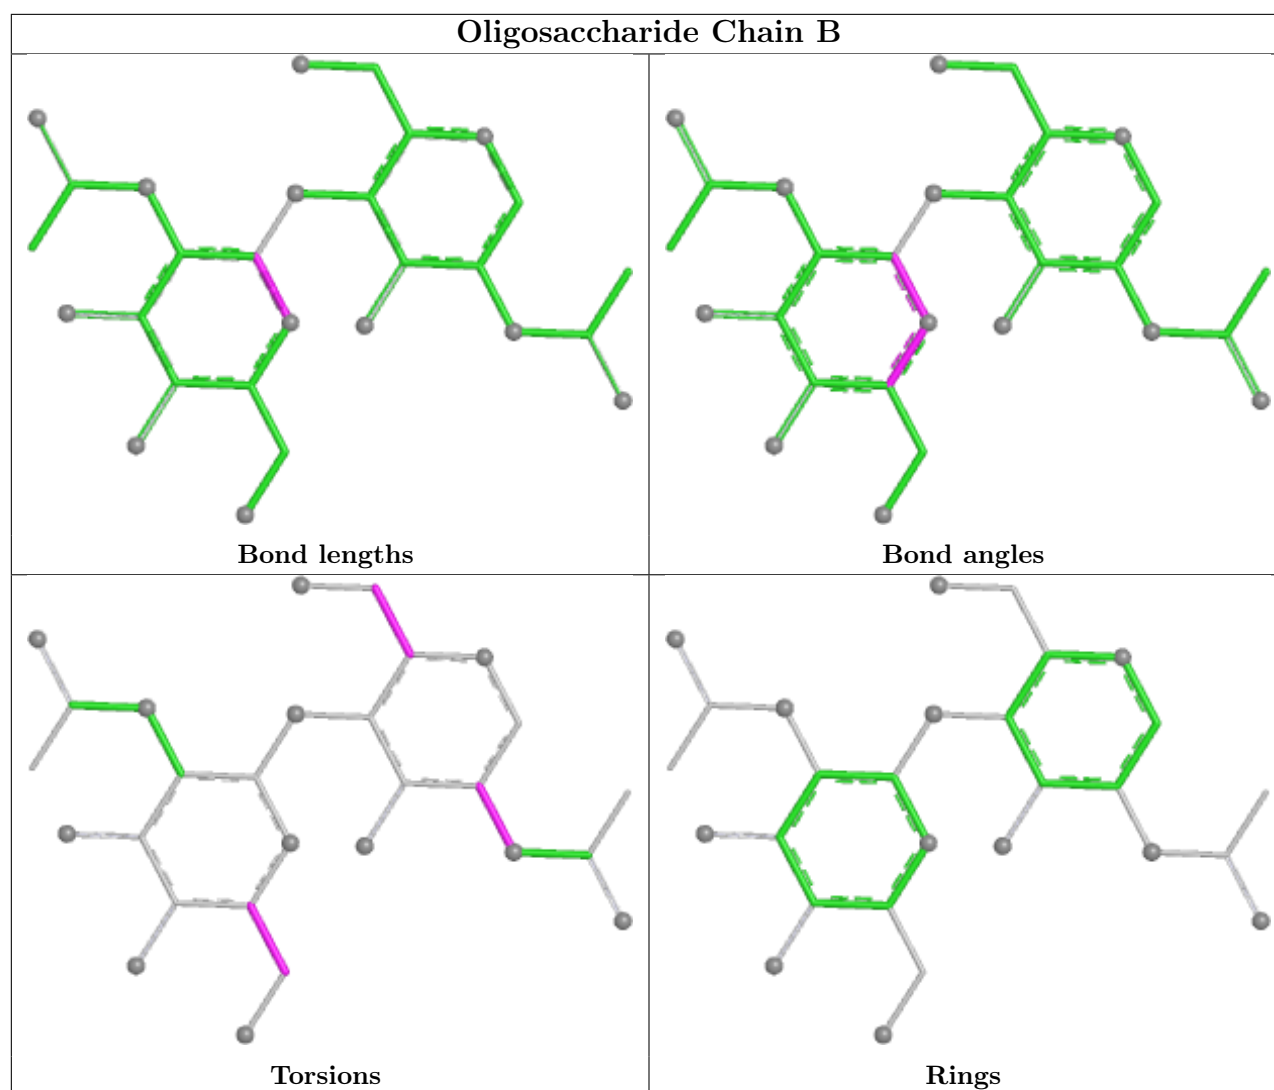 Oligosaccharide Chain B
Bond lengths
Bond angles
Torsions
Rings